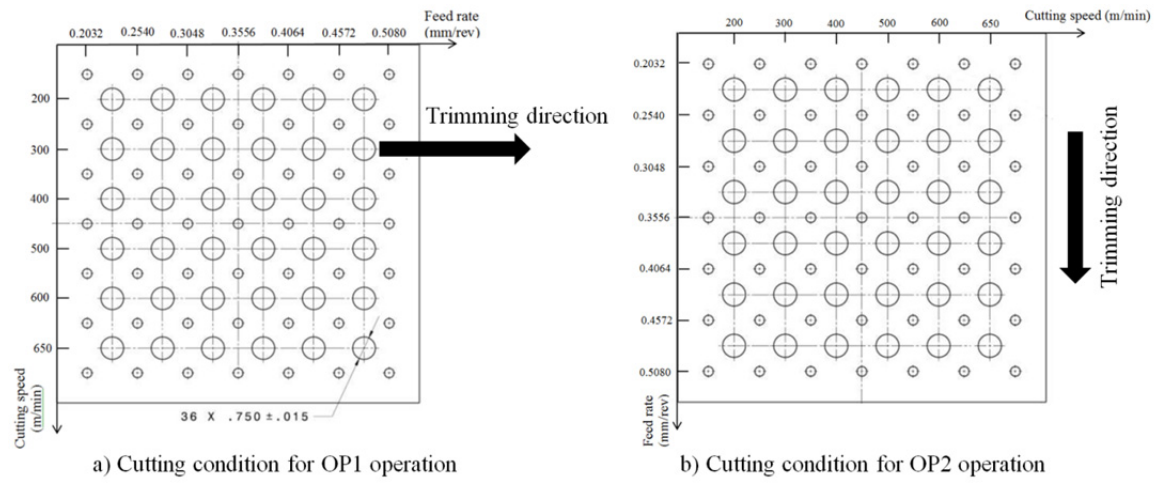 Feed rate
(mm/rev)
0.2032 0.2540 0.3048 0.3556 0.4064 0.4572 0.5080
200
300
400
500
600
650
Cutting speed
(m/min)
36 X .750 ±.015
Trimming direction
a) Cutting condition for OP1 operation
Cutting speed (m/min)
200 300 400 500 600 650
0.2032
0.2540
0.3048
0.3556
0.4064
0.4572
0.5080
Feed rate
(mm/rev)
Trimming direction
b) Cutting condition for OP2 operation